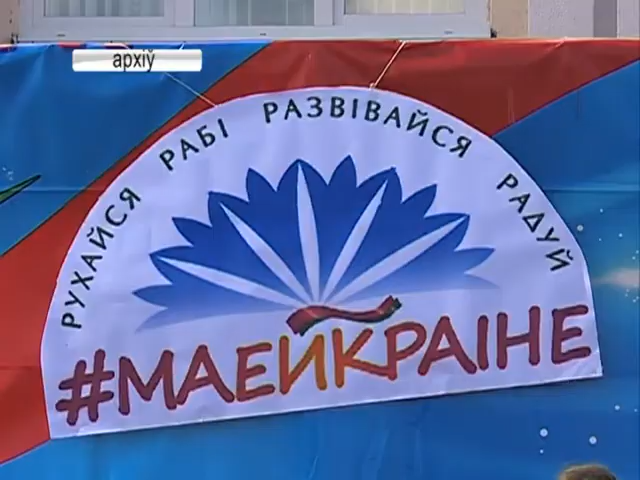 архіў
РУХАЙСЯ РАБІ РАЗВІВАЙСЯ РАДУЙ
#МАЕЙКРАІНЕ